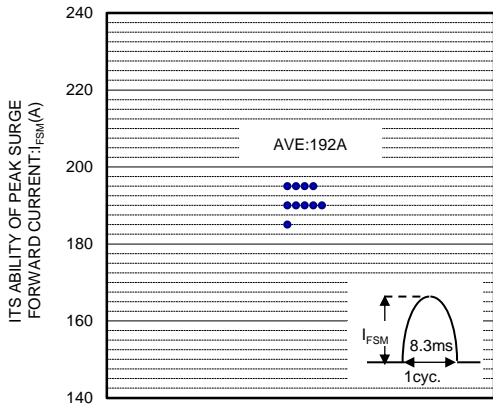 ITS ABILITY OF PEAK SURGE
FORWARD CURRENT:IFSM(A)
240
220
200
180
160
140
AVE:192A
IFSM
8.3ms
1cyc.